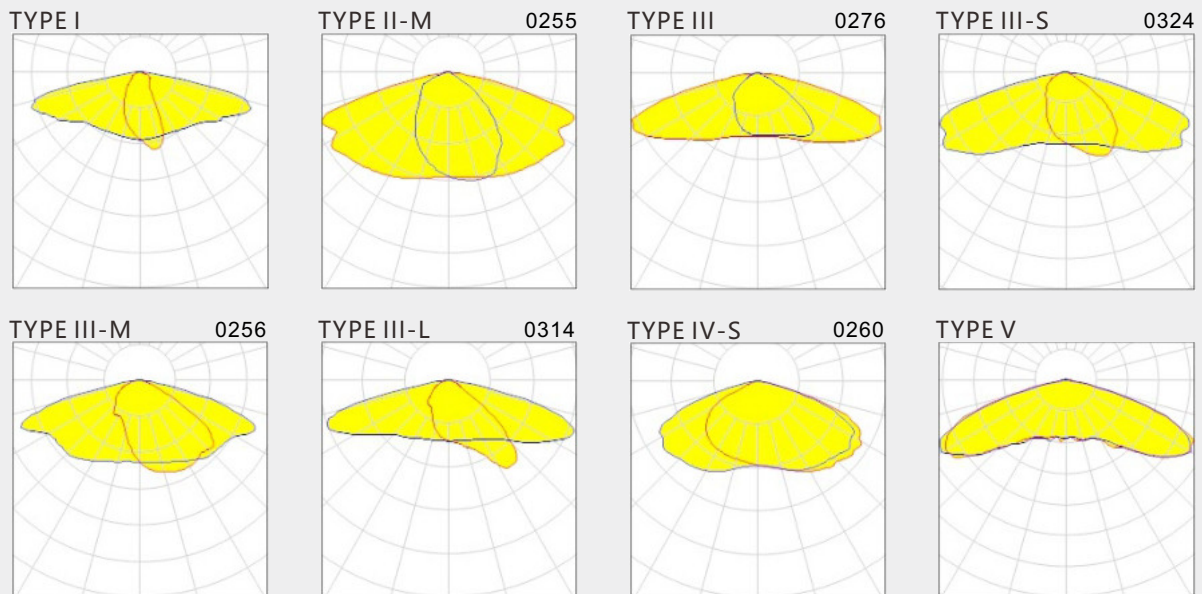 TYPE I
TYPE II-M 0255
TYPE III 0276
TYPE III-S 0324
TYPE III-M 0256
TYPE III-L 0314
TYPE IV-S 0260
TYPE V